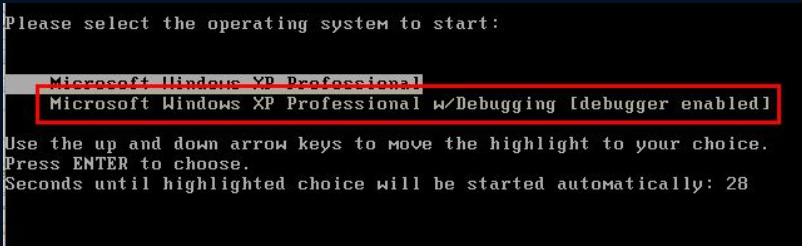 Please select the operating system to start:
Microsoft Windows XP Professional
Microsoft Windows XP Professional w/Debugging [debugger enabled]
Use the up and down arrow keys to move the highlight to your choice.
Press ENTER to choose.
Seconds until highlighted choice will be started automatically: 28